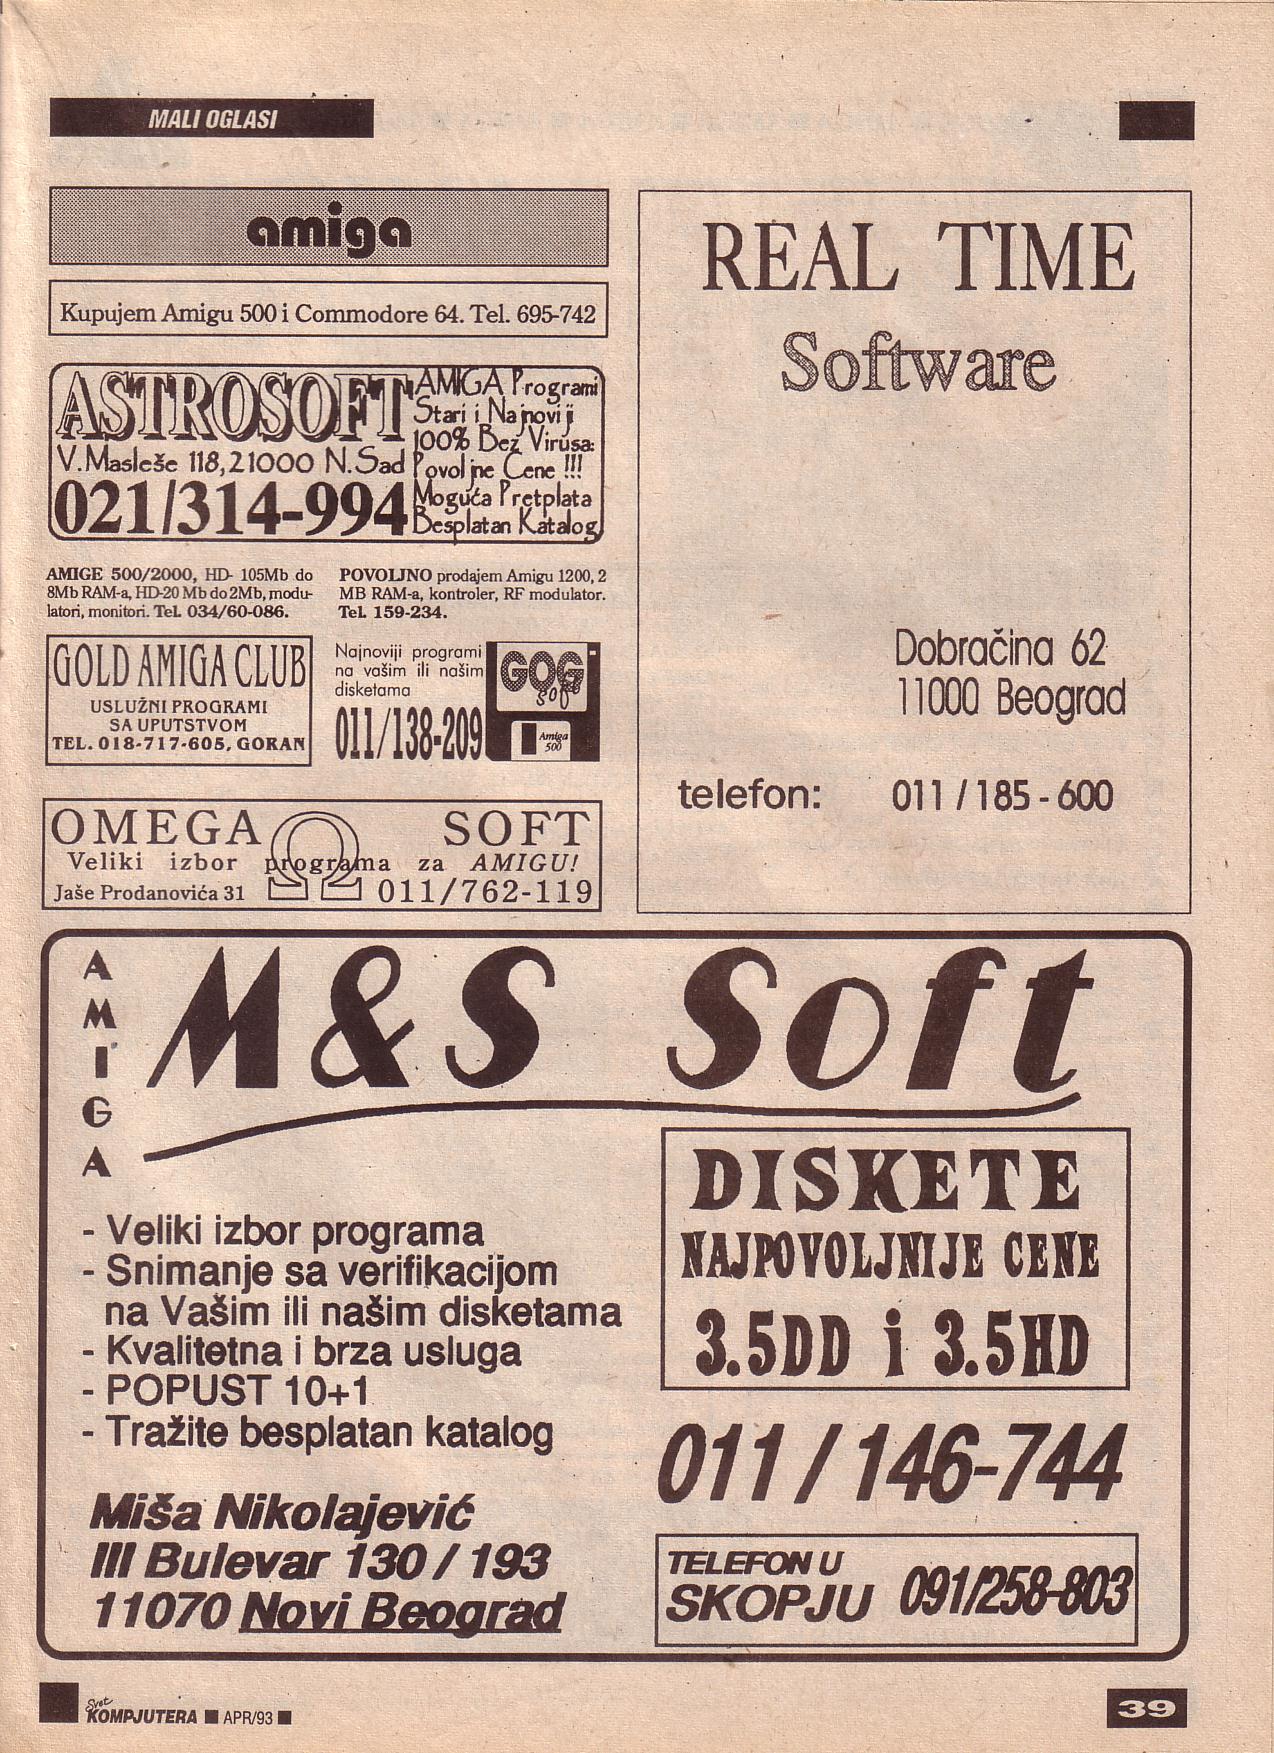 MALI OGLASI
amiga
Kupujem Amigu 500 i Commodore 64. Tel. 695-742
ASTROSOFT
V.Masleše 118,21000 N.Sad
021/314-994
AMIGA Programi
Stari i Najnoviji
100% Bez Virusa
Povoljne Cene !!!
Moguća Pretplata
Besplatan Katalog
AMIGE 500/2000, HD- 105Mb do
8Mb RAM-a, HD-20 Mb do 2Mb, modu-
latori, monitori. Tel. 034/60-086.
POVOLJNO prodajem Amigu 1200, 2
MB RAM-a, kontroler, RF modulator.
Tel. 159-234.
GOLD AMIGA CLUB
USLUŽNI PROGRAMI
SA UPUTSTVOM
TEL. 018-717-605, GORAN
Najnoviji programi
na vašim ili našim
disketama
011/138-209
GOG
soft
Amiga
500
OMEGA Ω SOFT
Veliki izbor programa za AMIGU!
Jaše Prodanovića 31 011/762-119
REAL TIME
Software
Dobračina 62
11000 Beograd
telefon: 011 / 185 - 600
AMIGA
M&S Soft
- Veliki izbor programa
- Snimanje sa verifikacijom
na Vašim ili našim disketama
- Kvalitetna i brza usluga
- POPUST 10+1
- Tražite besplatan katalog
Miša Nikolajević
III Bulevar 130 / 193
11070 Novi Beograd
DISKETE
NAJPOVOLJNIJE CENE
3.5DD i 3.5HD
011 / 146-744
TELEFON U
SKOPJU 091/258-803
Svet
KOMPJUTERA ■ APR/93 ■
39